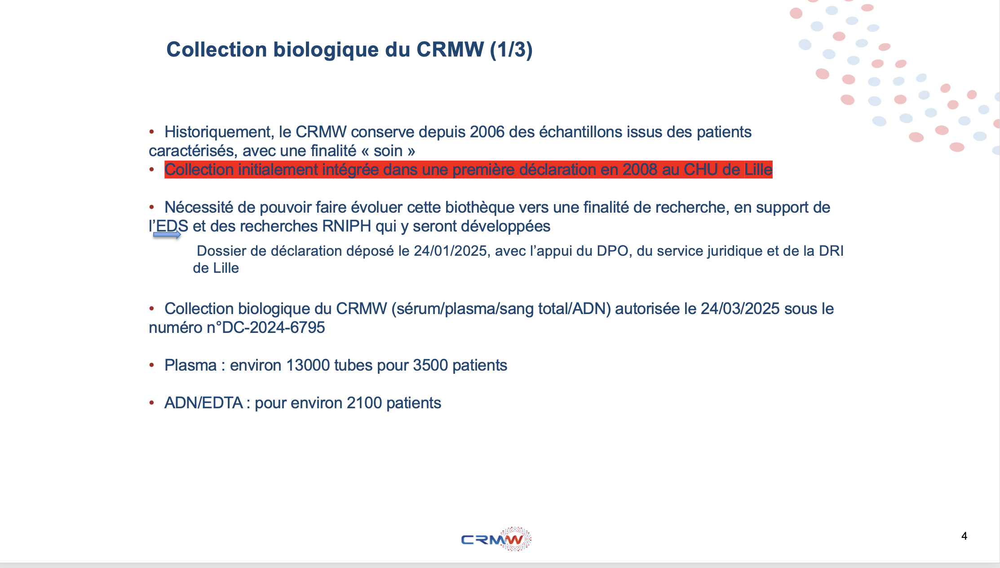 Collection biologique du CRMW (1/3)
• Historiquement, le CRMW conserve depuis 2006 des échantillons issus des patients
caractérisés, avec une finalité « soin »
• Collection initialement intégrée dans une première déclaration en 2008 au CHU de Lille
• Nécessité de pouvoir faire évoluer cette biothèque vers une finalité de recherche, en support de
l’EDS et des recherches RNIPH qui y seront développées
Dossier de déclaration déposé le 24/01/2025, avec l’appui du DPO, du service juridique et de la DRI
de Lille
• Collection biologique du CRMW (sérum/plasma/sang total/ADN) autorisée le 24/03/2025 sous le
numéro n°DC-2024-6795
• Plasma : environ 13000 tubes pour 3500 patients
• ADN/EDTA : pour environ 2100 patients
CRMW
4